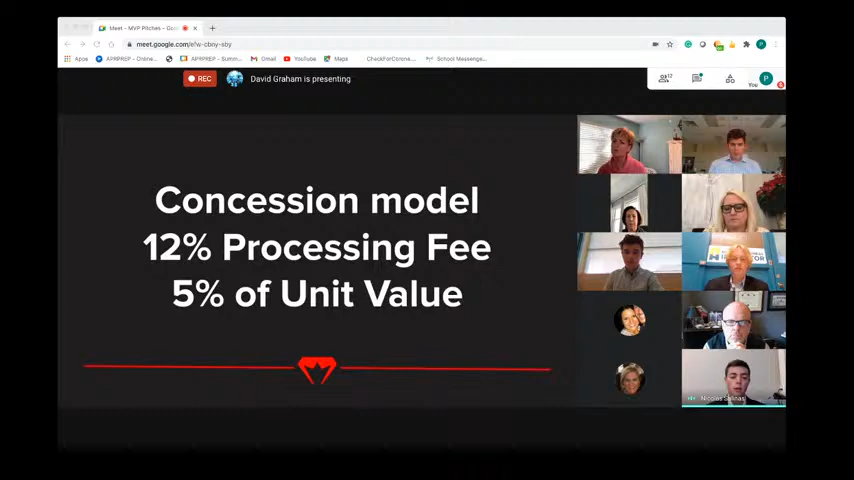 Meet - MVP Pitches - Goo
meet.google.com/efw-cbny-sby
Apps
APRPREP - Online...
APRPREP - Summ...
Gmail
YouTube
Maps
CheckForCorone...
School Messenge...
REC
David Graham is presenting
12
You
Concession model
12% Processing Fee
5% of Unit Value
Nicolas Salinas